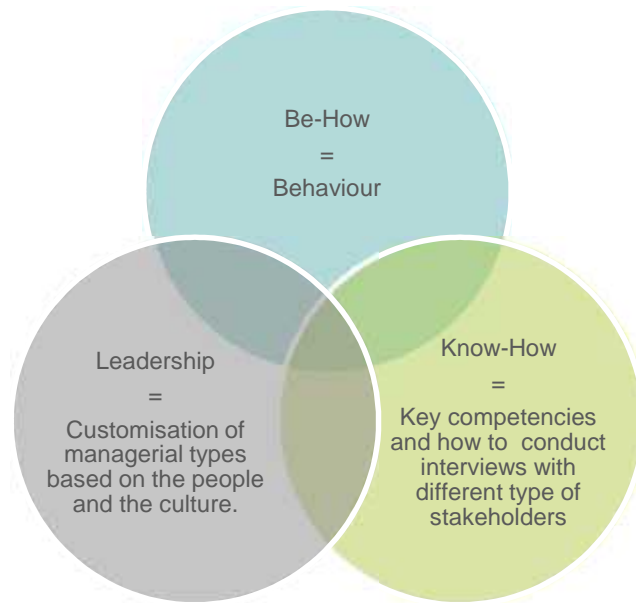 Be-How
=
Behaviour
Leadership
=
Customisation of
managerial types
based on the people
and the culture.
Know-How
=
Key competencies
and how to  conduct
interviews with
different type of
stakeholders